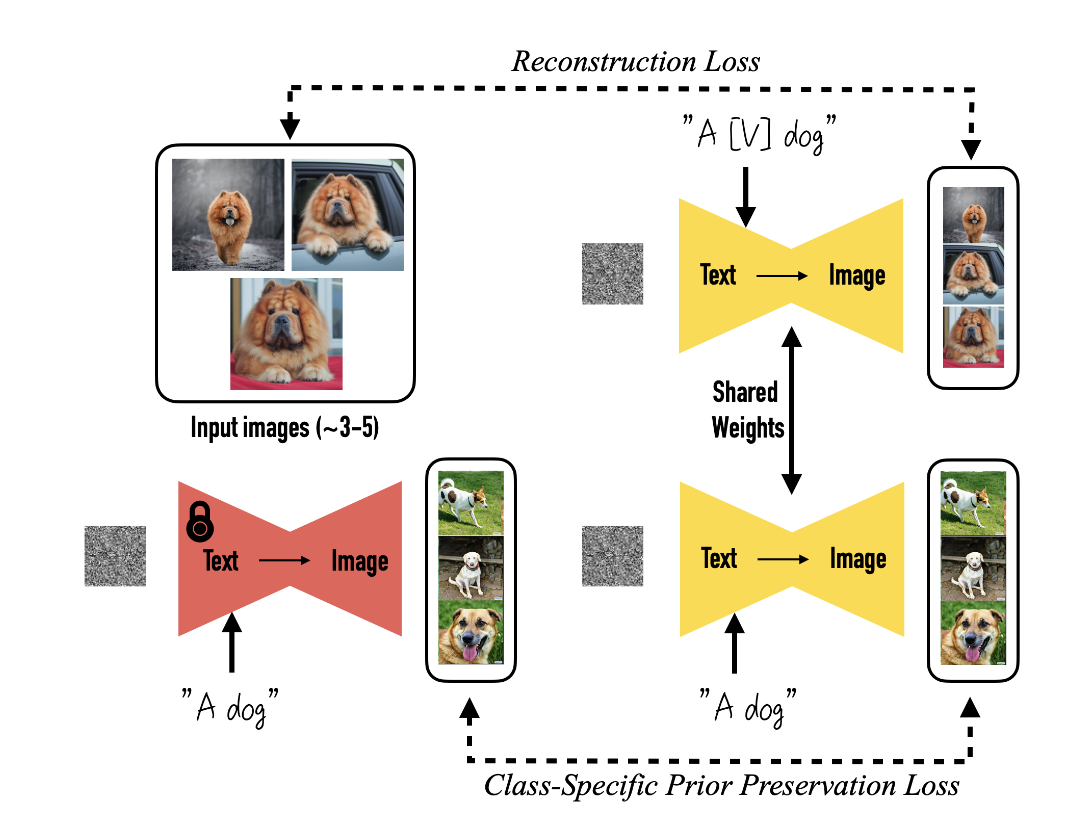 Reconstruction Loss
"A [V] dog"
Text
Image
Shared
Weights
Input images (~3–5)
Text
Image
Text
Image
"A dog"
"A dog"
Class-Specific Prior Preservation Loss